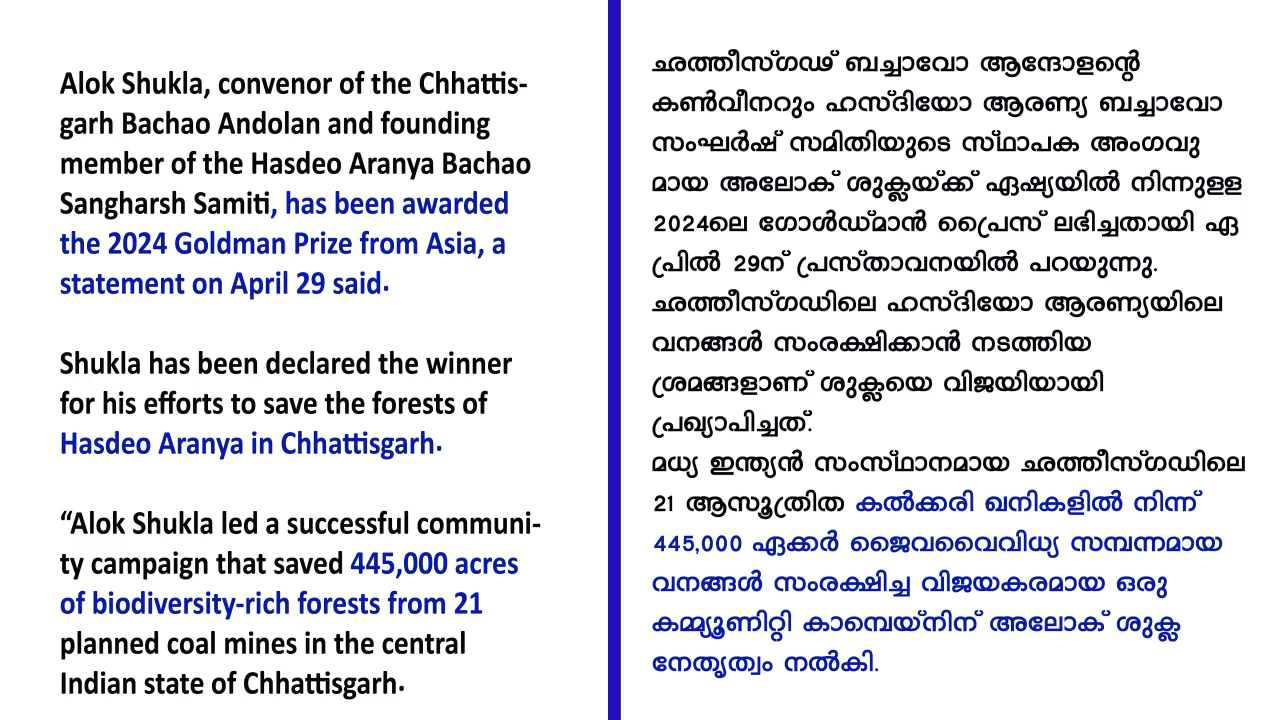 Alok Shukla, convenor of the Chhattis-
garh Bachao Andolan and founding
member of the Hasdeo Aranya Bachao
Sangharsh Samiti, has been awarded
the 2024 Goldman Prize from Asia, a
statement on April 29 said.
Shukla has been declared the winner
for his efforts to save the forests of
Hasdeo Aranya in Chhattisgarh.
“Alok Shukla led a successful communi-
ty campaign that saved 445,000 acres
of biodiversity-rich forests from 21
planned coal mines in the central
Indian state of Chhattisgarh.
ഛത്തീസ്ഗഢ് ബച്ചാവോ ആന്ദോളന്റെ
കൺവീനറും ഹസ്ദിയോ ആരണ്യ ബച്ചാവോ
സംഘർഷ് സമിതിയുടെ സ്ഥാപക അംഗവു
മായ അലോക് ശുക്ലയ്ക്ക് ഏഷ്യയിൽ നിന്നുളള
2024ലെ ഗോൾഡ്മാൻ പ്രൈസ് ലഭിച്ചതായി ഏ
പ്രിൽ 29ന് പ്രസ്താവനയിൽ പറയുന്നു.
ഛത്തീസ്ഗഡിലെ ഹസ്ദിയോ ആരണ്യയിലെ
വനങ്ങൾ സംരക്ഷിക്കാൻ നടത്തിയ
ശ്രമങ്ങളാണ് ശുക്ലയെ വിജയിയായി
പ്രഖ്യാപിച്ചത്.
മധ്യ ഇന്ത്യൻ സംസ്ഥാനമായ ഛത്തീസ്ഗഡിലെ
21 ആസൂത്രിത കൽക്കരി ഖനികളിൽ നിന്ന്
445,000 ഏക്കർ ജൈവവൈവിധ്യ സമ്പന്നമായ
വനങ്ങൾ സംരക്ഷിച്ച വിജയകരമായ ഒരു
കമ്മ്യൂണിറ്റി കാമ്പെയ്‌നിന് അലോക് ശുക്ല
നേതൃത്വം നൽകി.